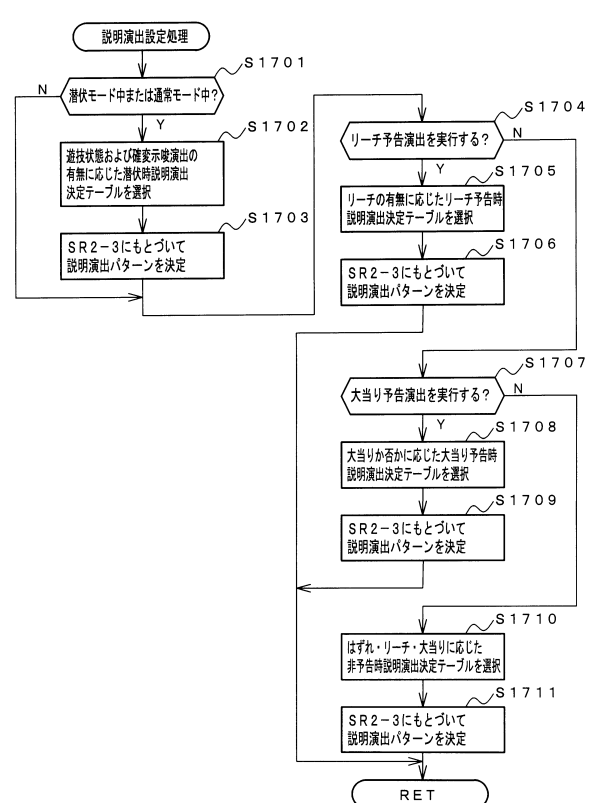 説明演出設定処理
S1701
潜伏モード中または通常モード中?
N
Y
S1702
遊技状態および確変示唆演出の
有無に応じた潜伏時説明演出
決定テーブルを選択
S1703
SR2-3にもとづいて
説明演出パターンを決定
S1704
リーチ予告演出を実行する?
N
Y
S1705
リーチの有無に応じたリーチ予告時
説明演出決定テーブルを選択
S1706
SR2-3にもとづいて
説明演出パターンを決定
S1707
大当り予告演出を実行する?
N
Y
S1708
大当りか否かに応じた大当り予告時
説明演出決定テーブルを選択
S1709
SR2-3にもとづいて
説明演出パターンを決定
S1710
はずれ・リーチ・大当りに応じた
非予告時説明演出決定テーブルを選択
S1711
SR2-3にもとづいて
説明演出パターンを決定
RET